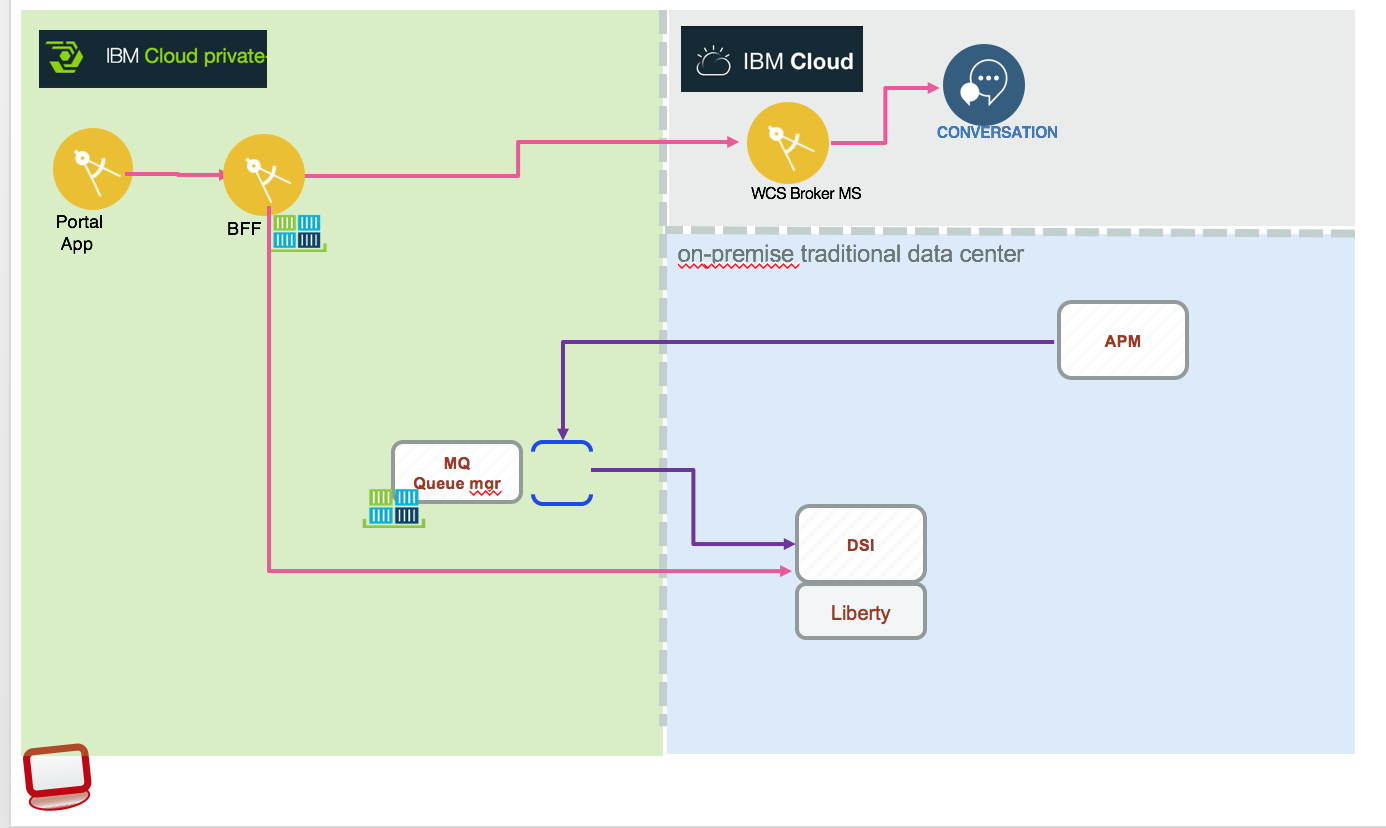 IBM Cloud private
IBM Cloud
CONVERSATION
WCS Broker MS
Portal
App
BFF
on-premise traditional data center
APM
MQ
Queue mgr
DSI
Liberty